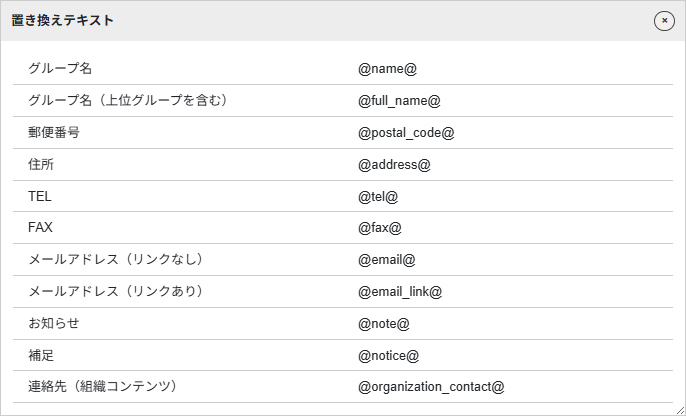 置き換えテキスト
グループ名 @name@
グループ名（上位グループを含む） @full_name@
郵便番号 @postal_code@
住所 @address@
TEL @tel@
FAX @fax@
メールアドレス（リンクなし） @email@
メールアドレス（リンクあり） @email_link@
お知らせ @note@
補足 @notice@
連絡先（組織コンテンツ） @organization_contact@